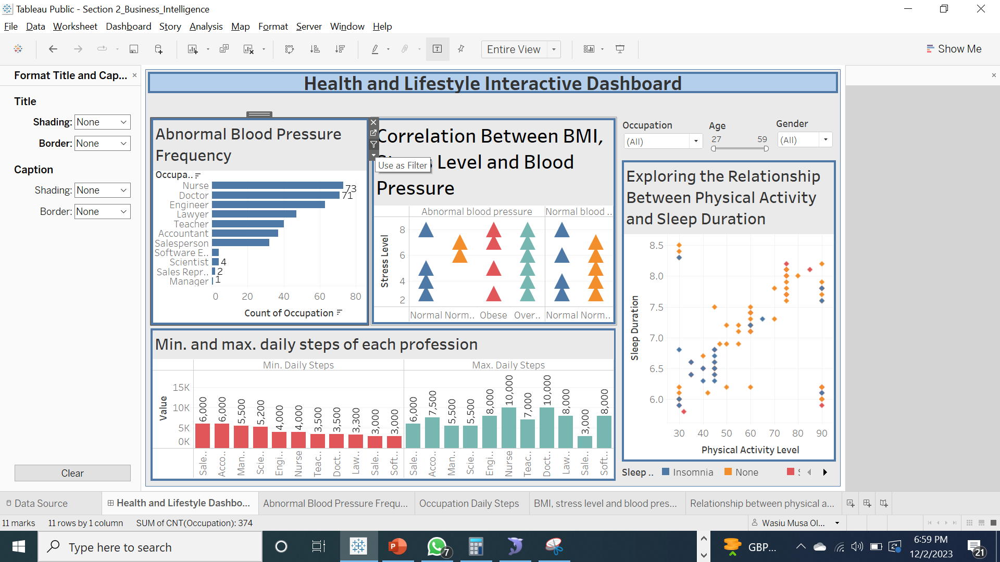 Tableau Public - Section 2_Business_Intelligence
File Data Worksheet Dashboard Story Analysis Map Format Server Window Help
Entire View
Show Me
Format Title and Cap...
Title
Shading: None
Border: None
Caption
Shading: None
Border: None
Clear
Health and Lifestyle Interactive Dashboard
Abnormal Blood Pressure
Frequency
Occupa..
Nurse 73
Doctor 71
Engineer
Lawyer
Teacher
Accountant
Salesperson
Software E..
Scientist 4
Sales Repr.. 2
Manager 1
0 20 40 60 80
Count of Occupation
Use as Filter
Correlation Between BMI,
Level and Blood
Pressure
Abnormal blood pressure Normal blood ..
Stress Level
8
6
4
2
Normal Norm.. Obese Over.. Normal Norm..
Occupation
(All)
Age
27 59
Gender
(All)
Exploring the Relationship
Between Physical Activity
and Sleep Duration
Sleep Duration
8.5
8.0
7.5
7.0
6.5
6.0
30 40 50 60 70 80 90
Physical Activity Level
Sleep .. Insomnia None
Min. and max. daily steps of each profession
Min. Daily Steps Max. Daily Steps
Value
15K
10K
5K
0K
6,000 6,000 5,500 5,200 4,000 4,000 3,500 3,500 3,300 3,000 3,000 6,000 7,500 5,500 5,500 8,000 10,000 7,000 10,000 8,000 3,000 8,000
Sale.. Acco.. Man.. Scie.. Engi.. Nurse Teac.. Doct.. Law.. Sale.. Soft.. Sale.. Acco.. Man.. Scie.. Engi.. Nurse Teac.. Doct.. Law.. Sale.. Soft..
Data Source Health and Lifestyle Dashbo... Abnormal Blood Pressure Frequ... Occupation Daily Steps BMI, stress level and blood pres... Relationship between physical a...
11 marks 11 rows by 1 column SUM of CNT(Occupation): 374
Wasiu Musa Ol...
Type here to search
7
GBP...
6:59 PM
12/2/2023
21